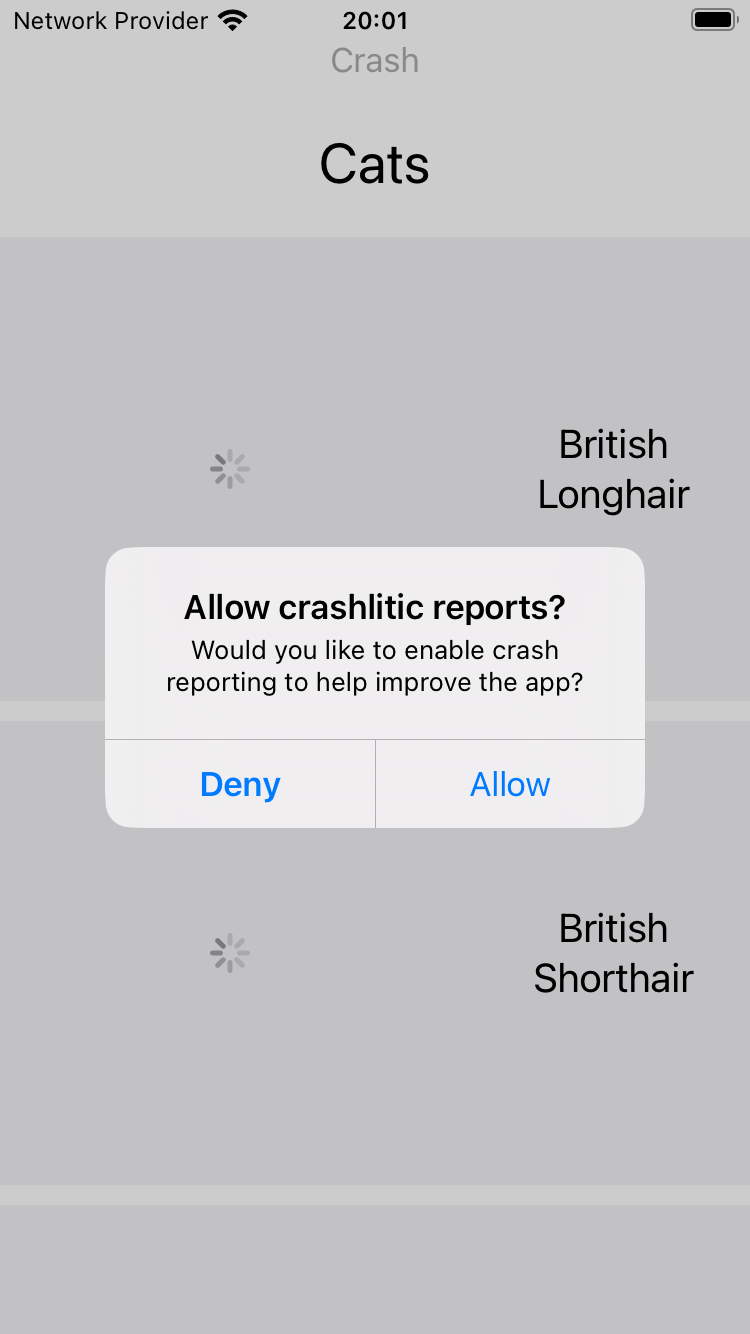 Network Provider 20:01
Crash
Cats
British
Longhair
Allow crashlitic reports?
Would you like to enable crash
reporting to help improve the app?
Deny Allow
British
Shorthair